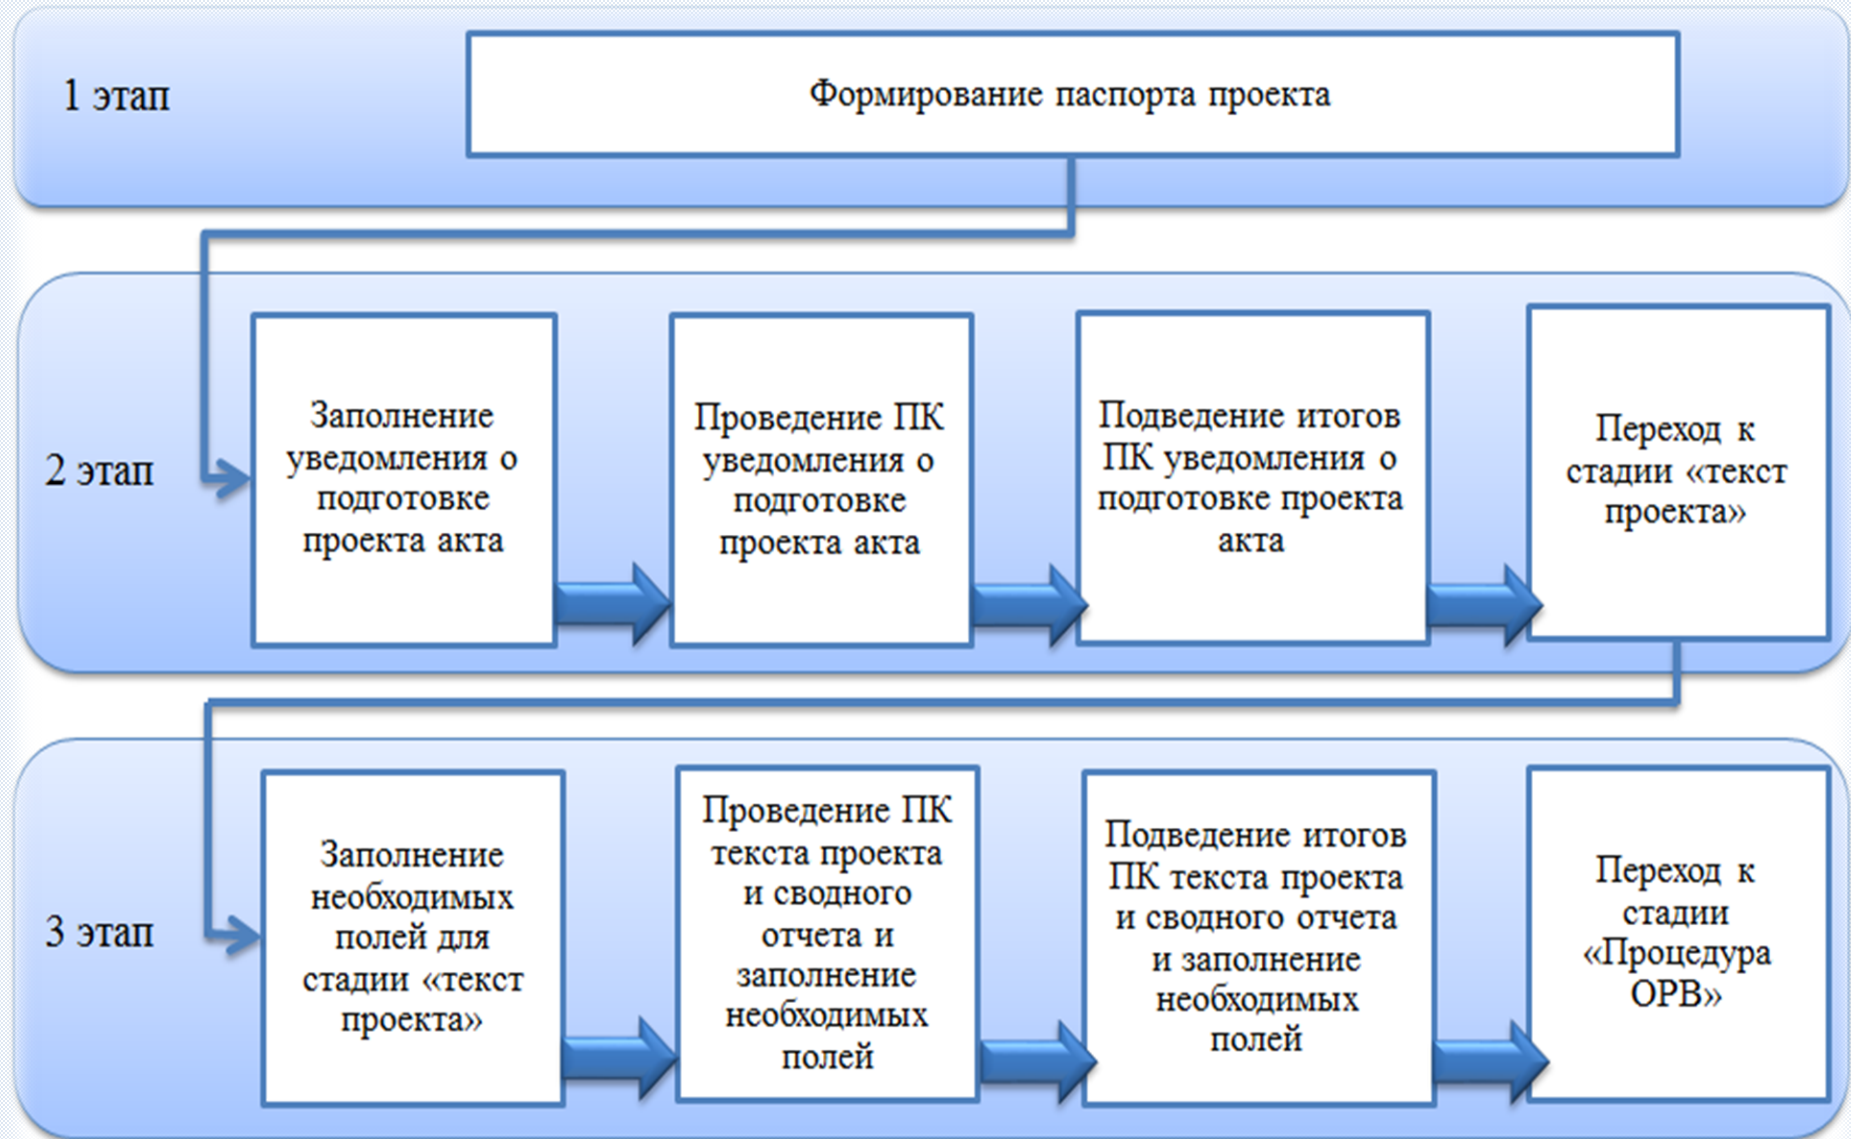 1 этап
Формирование паспорта проекта
2 этап
Заполнение
уведомления о
подготовке
проекта акта
Проведение ПК
уведомления о
подготовке
проекта акта
Подведение итогов
ПК уведомления о
подготовке проекта
акта
Переход к
стадии «текст
проекта»
3 этап
Заполнение
необходимых
полей для
стадии «текст
проекта»
Проведение ПК
текста проекта
и сводного
отчета и
заполнение
необходимых
полей
Подведение итогов
ПК текста проекта
и сводного отчета
и заполнение
необходимых
полей
Переход к
стадии
«Процедура
ОРВ»